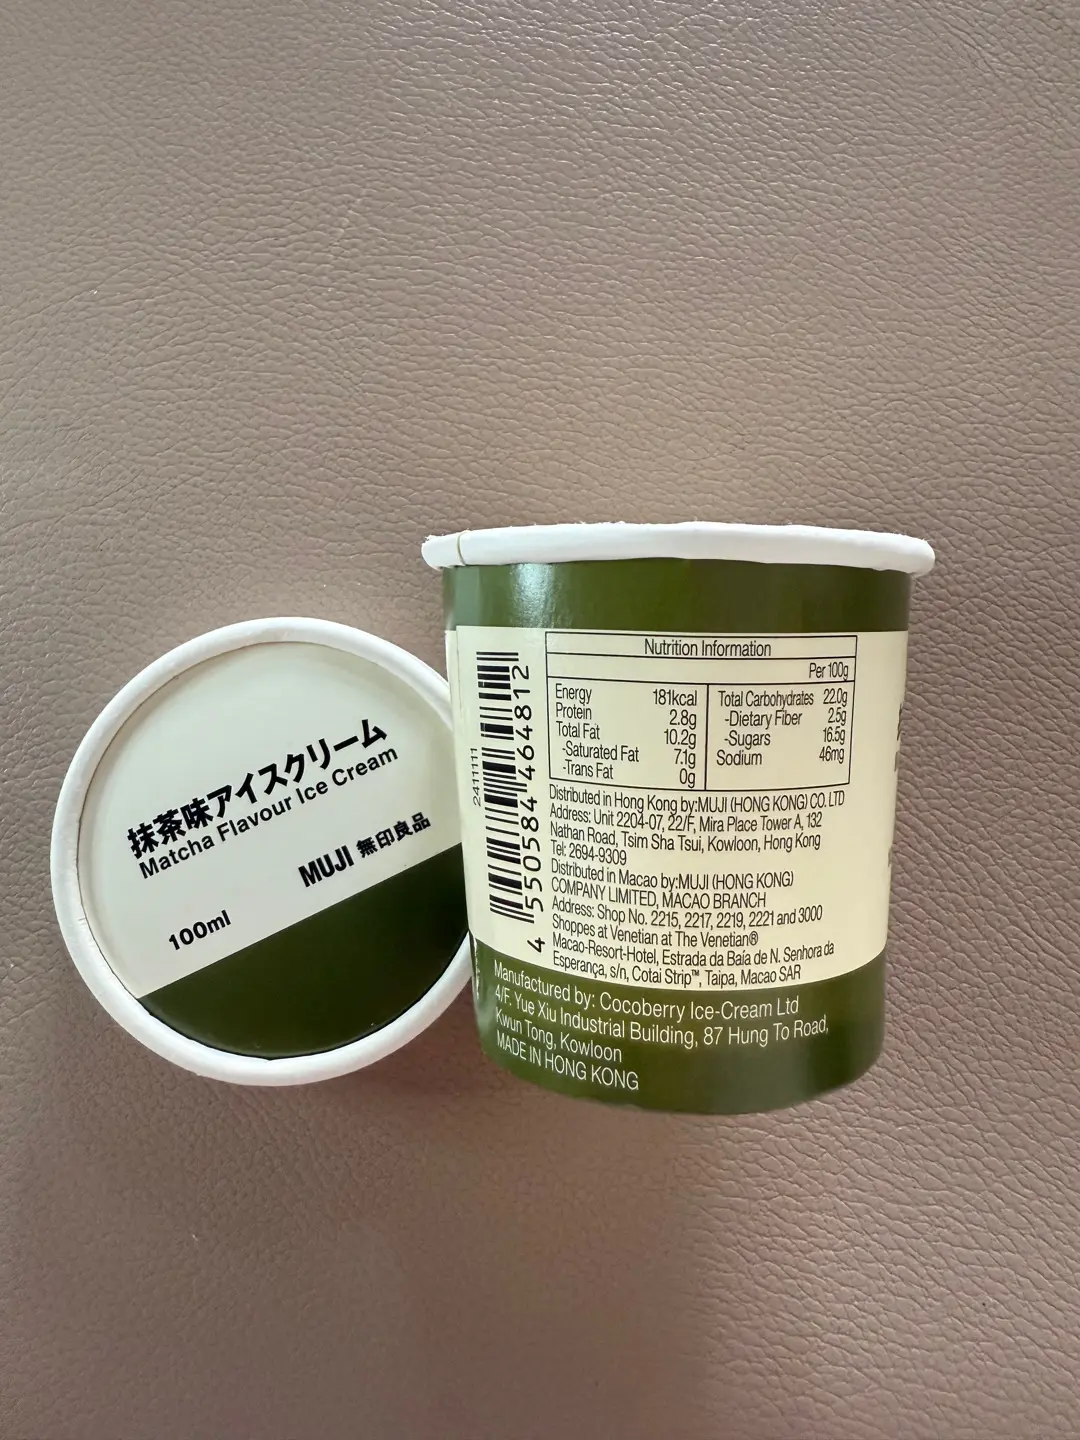 抹茶味アイスクリーム
Matcha Flavour Ice Cream
MUJI 無印良品
100ml
2411111
4 550584 464812
Nutrition Information
Per 100g
Energy 181kcal
Protein 2.8g
Total Fat 10.2g
-Saturated Fat 7.1g
-Trans Fat 0g
Total Carbohydrates 22.0g
-Dietary Fiber 2.5g
-Sugars 16.5g
Sodium 46mg
Distributed in Hong Kong by:MUJI (HONG KONG) CO. LTD
Address: Unit 2204-07, 22/F, Mira Place Tower A, 132
Nathan Road, Tsim Sha Tsui, Kowloon, Hong Kong
Tel: 2694-9309
Distributed in Macao by:MUJI (HONG KONG)
COMPANY LIMITED, MACAO BRANCH
Address: Shop No. 2215, 2217, 2219, 2221 and 3000
Shoppes at Venetian at The Venetian®
Macao-Resort-Hotel, Estrada da Baía de N. Senhora da
Esperança, s/n, Cotai Strip™, Taipa, Macao SAR
Manufactured by: Cocoberry Ice-Cream Ltd
4/F. Yue Xiu Industrial Building, 87 Hung To Road,
Kwun Tong, Kowloon
MADE IN HONG KONG